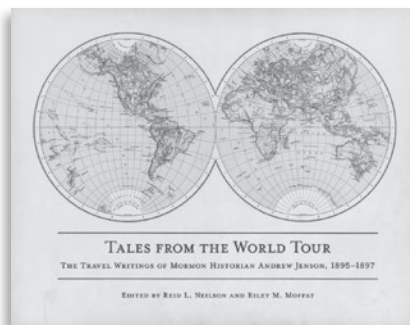 TALES FROM THE WORLD TOUR
THE TRAVEL WRITINGS OF MORMON HISTORIAN ANDREW JENSON, 1895–1897
EDITED BY REID L. NEILSON AND RILEY M. MOFFAT